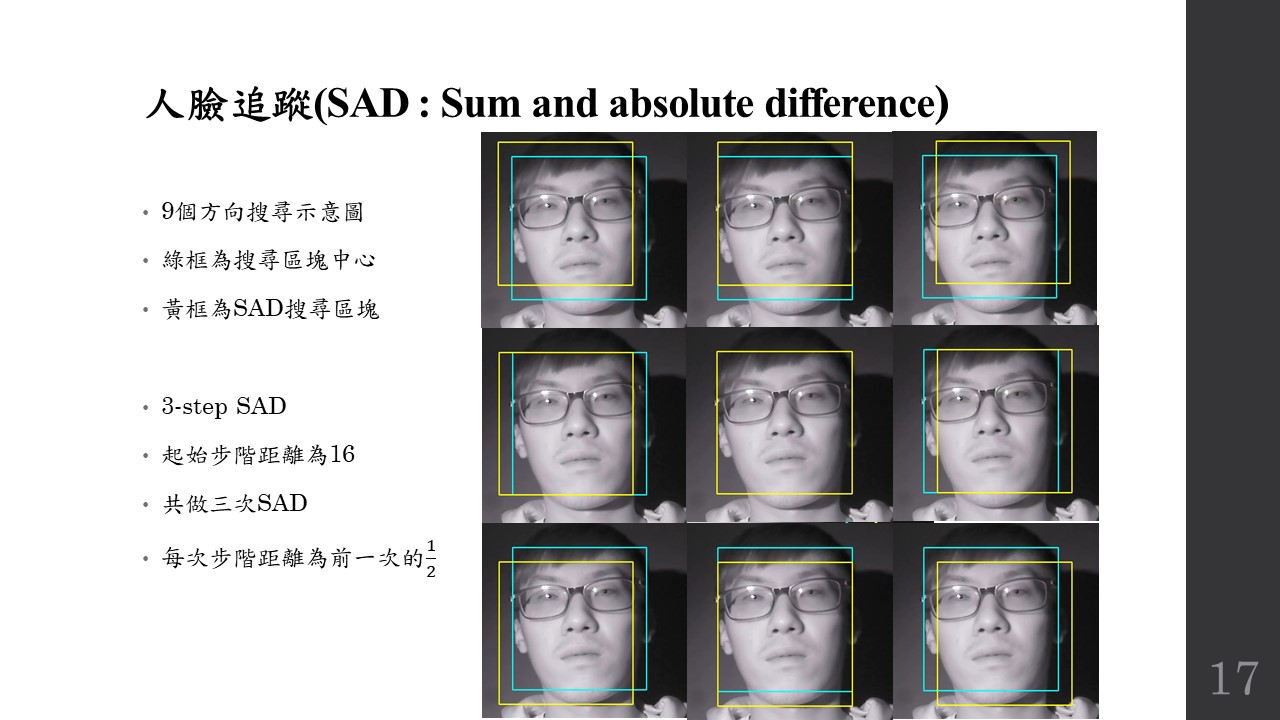 人臉追蹤(SAD : Sum and absolute difference)
• 9個方向搜尋示意圖
• 綠框為搜尋區塊中心
• 黃框為SAD搜尋區塊
• 3-step SAD
• 起始步階距離為16
• 共做三次SAD
• 每次步階距離為前一次的1/2
17